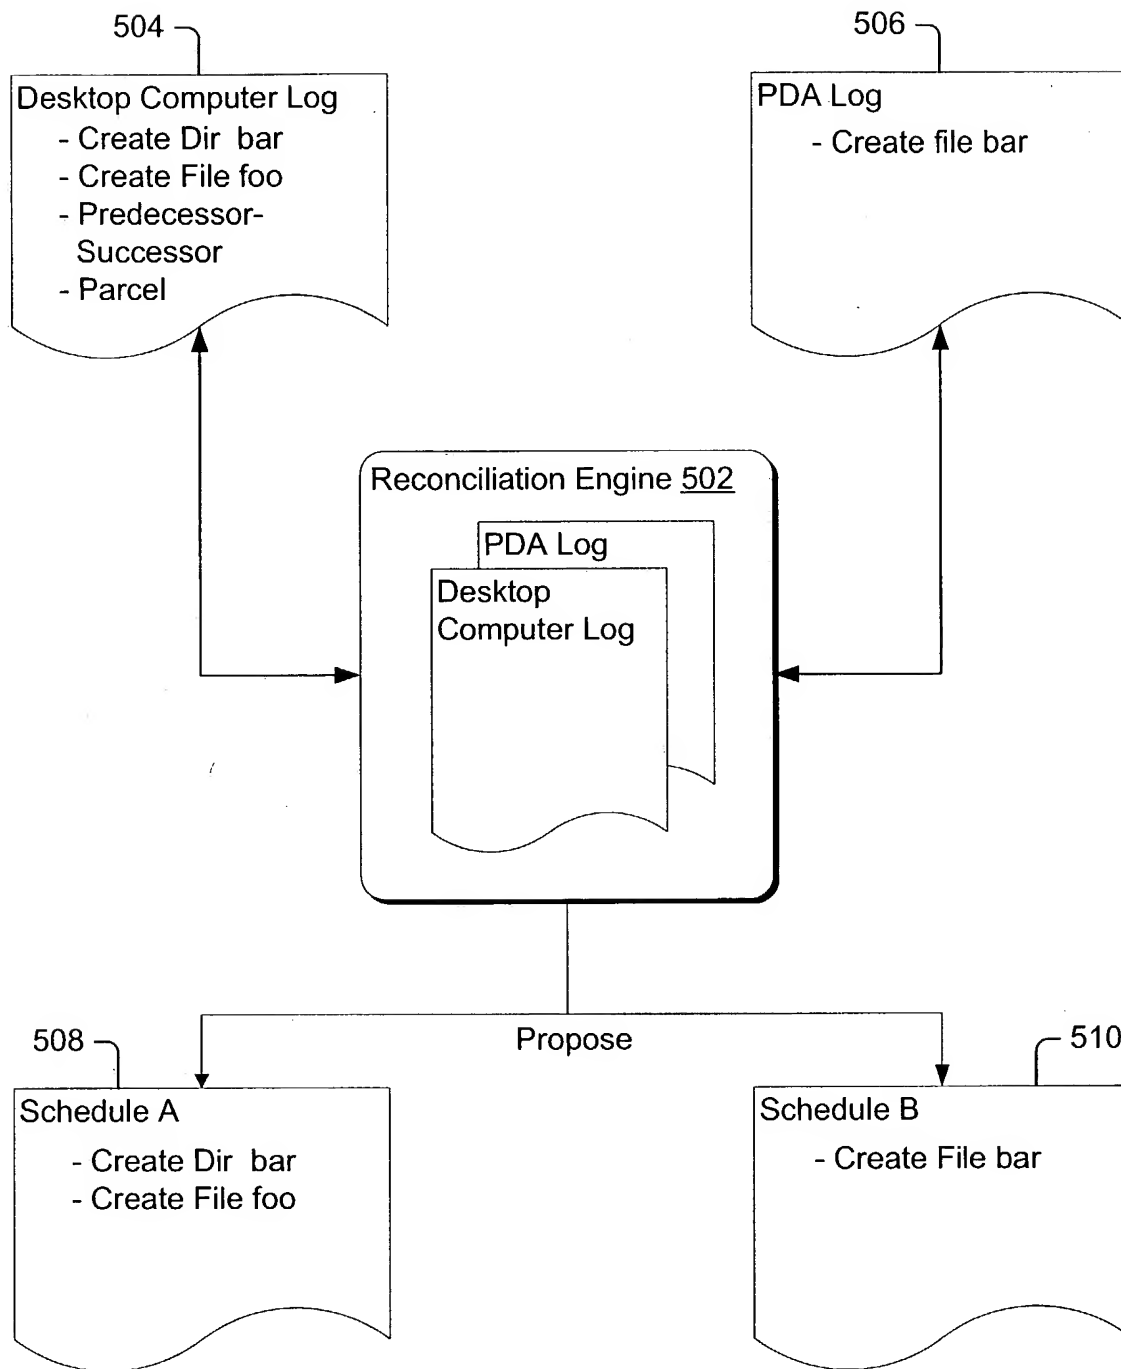 504
506
Desktop Computer Log
- Create Dir bar
- Create File foo
- Predecessor-
Successor
- Parcel
PDA Log
- Create file bar
Reconciliation Engine 502
PDA Log
Desktop
Computer Log
Propose
508
510
Schedule A
- Create Dir bar
- Create File foo
Schedule B
- Create File bar